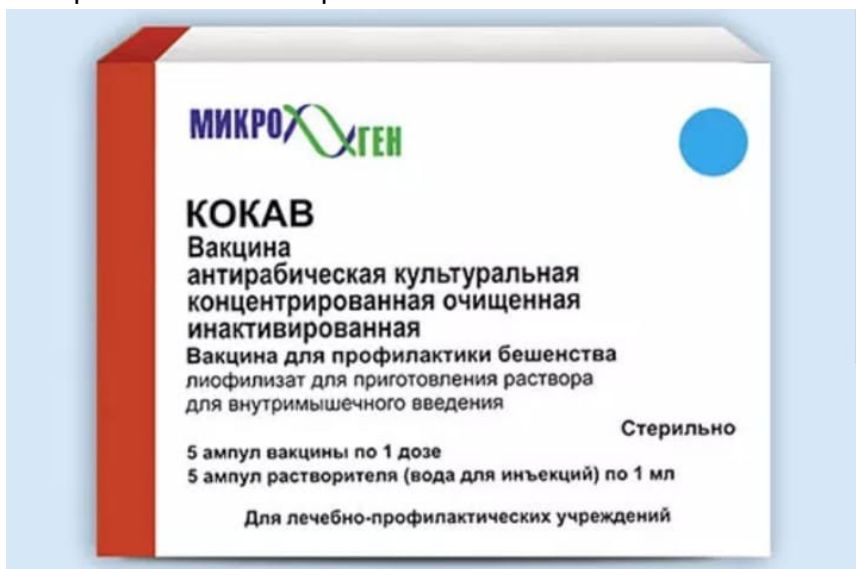 МИКРОГЕН
КОКАВ
Вакцина
антирабическая культуральная
концентрированная очищенная
инактивированная
Вакцина для профилактики бешенства
лиофилизат для приготовления раствора
для внутримышечного введения
Стерильно
5 ампул вакцины по 1 дозе
5 ампул растворителя (вода для инъекций) по 1 мл
Для лечебно-профилактических учреждений